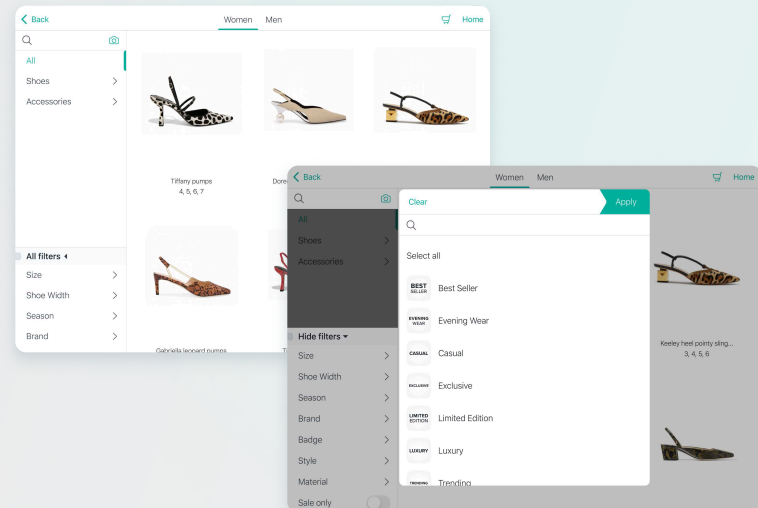 Back
Women Men
Home
All
Shoes
Accessories
Tiffany pumps
4, 5, 6, 7
All filters
Size
Shoe Width
Season
Brand
Gabriella leopard pumps
Back
Women Men
Home
All
Shoes
Accessories
Hide filters
Size
Shoe Width
Season
Brand
Badge
Style
Material
Sale only
Clear
Apply
Select all
BEST
SELLER
Best Seller
EVENING
WEAR
Evening Wear
CASUAL
Casual
EXCLUSIVE
Exclusive
LIMITED
EDITION
Limited Edition
LUXURY
Luxury
TRENDING
Trending
Keeley heel pointy sling...
3, 4, 5, 6